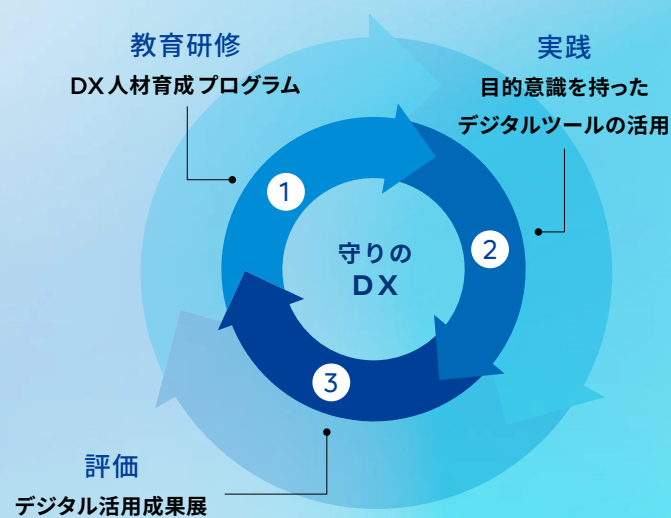 教育研修
DX人材育成プログラム
実践
目的意識を持った
デジタルツールの活用
1
2
守りの
DX
3
評価
デジタル活用成果展